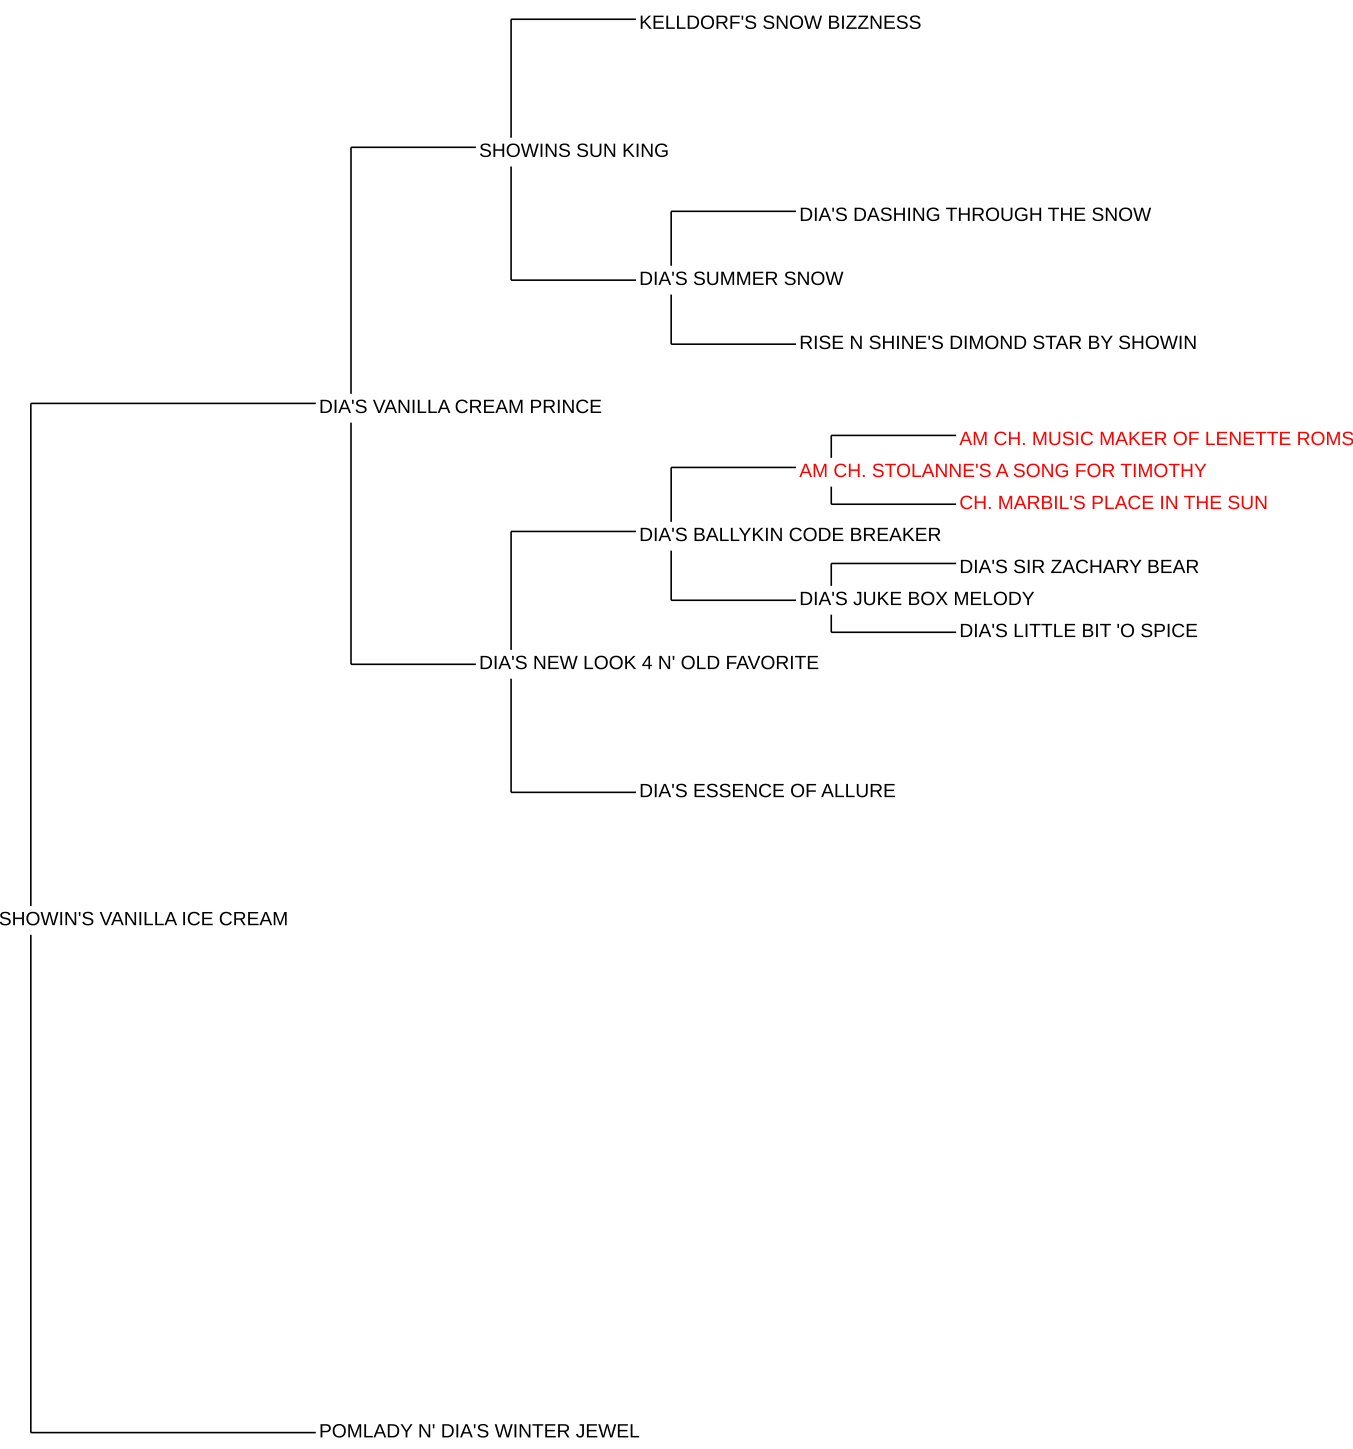 KELLDORF'S SNOW BIZZNESS
SHOWINS SUN KING
DIA'S DASHING THROUGH THE SNOW
DIA'S SUMMER SNOW
RISE N SHINE'S DIMOND STAR BY SHOWIN
DIA'S VANILLA CREAM PRINCE
AM CH. MUSIC MAKER OF LENETTE ROMS
AM CH. STOLANNE'S A SONG FOR TIMOTHY
CH. MARBIL'S PLACE IN THE SUN
DIA'S BALLYKIN CODE BREAKER
DIA'S SIR ZACHARY BEAR
DIA'S JUKE BOX MELODY
DIA'S LITTLE BIT 'O SPICE
DIA'S NEW LOOK 4 N' OLD FAVORITE
DIA'S ESSENCE OF ALLURE
SHOWIN'S VANILLA ICE CREAM
POMLADY N' DIA'S WINTER JEWEL